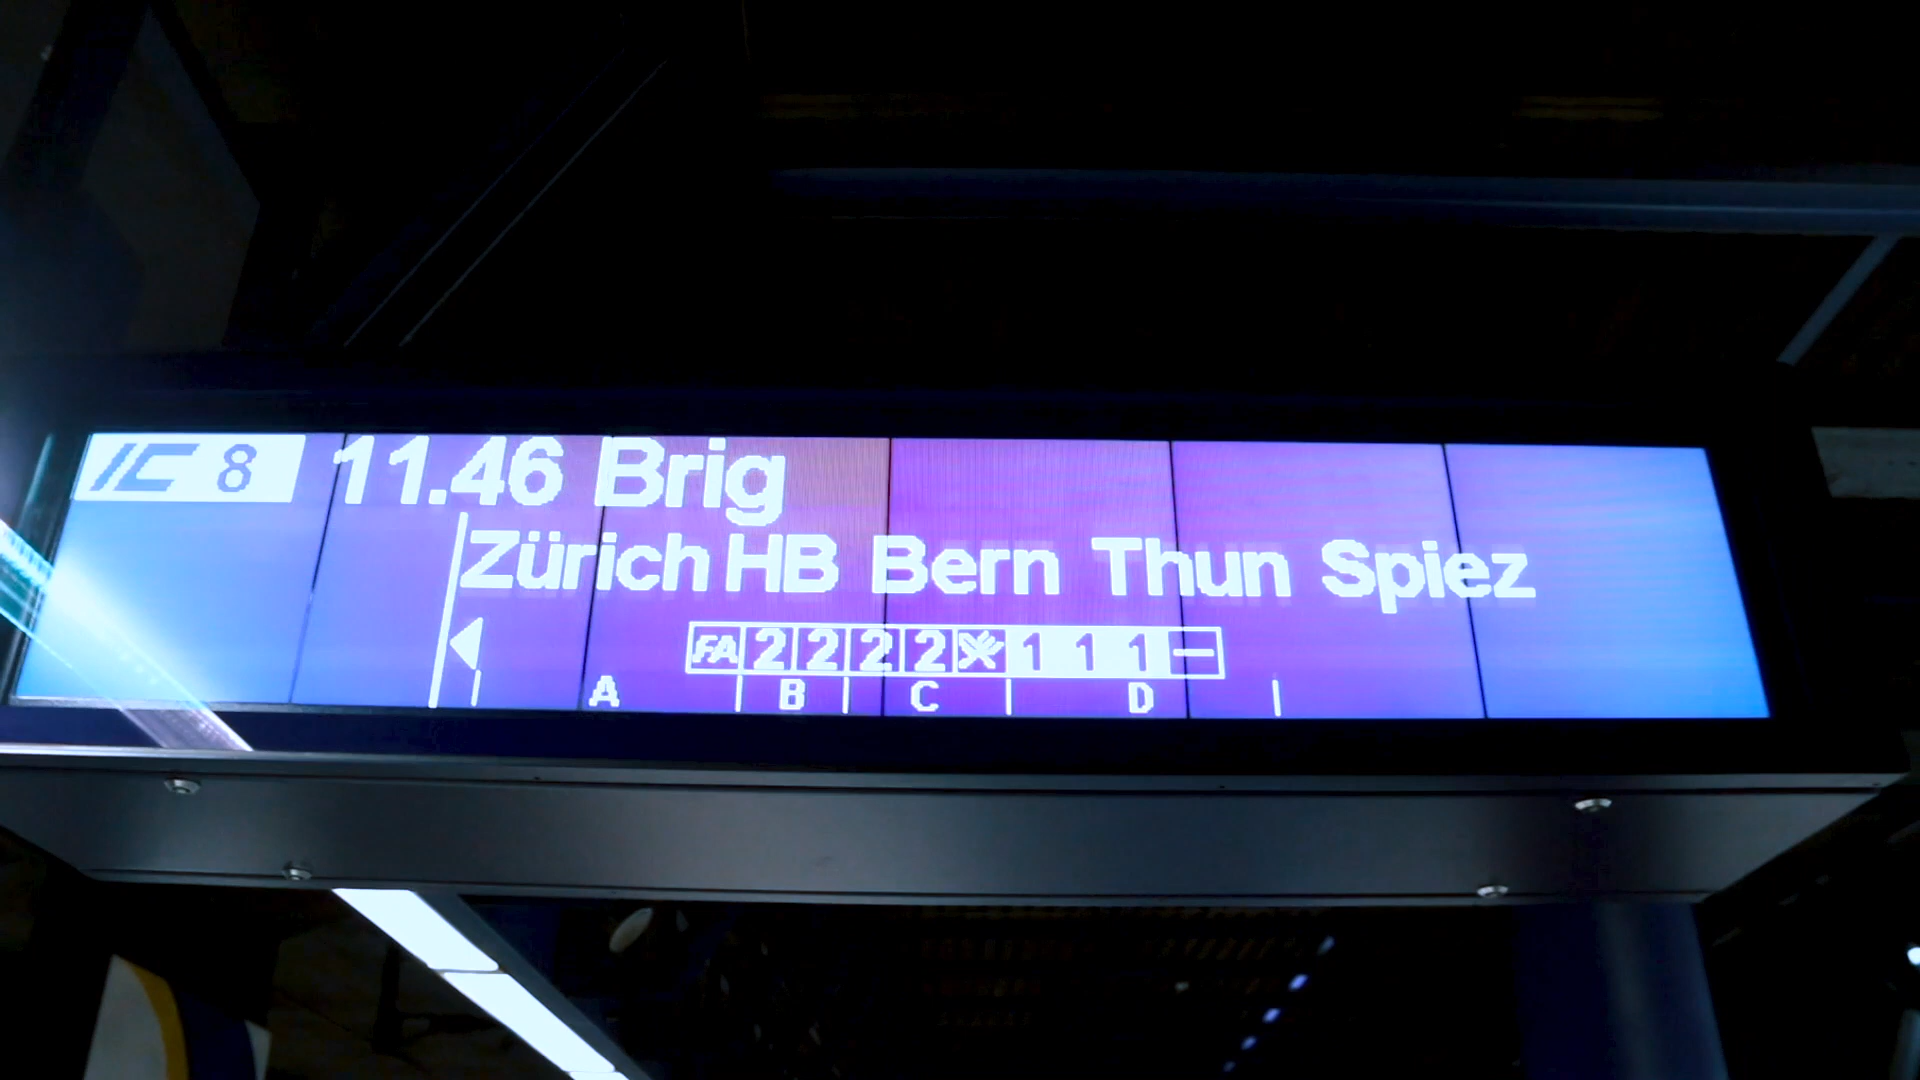 IC 8 11.46 Brig
Zürich HB Bern Thun Spiez
FA 2 2 2 2 1 1 1
A B C D